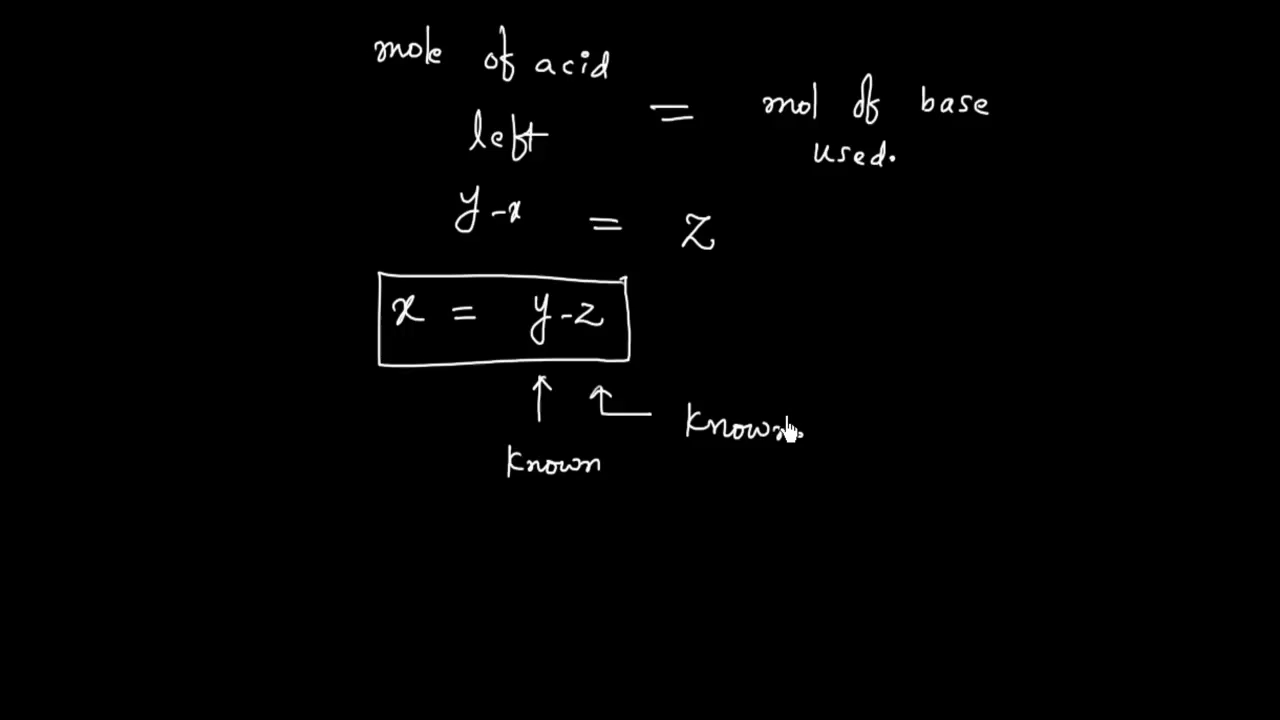 mole of acid
left
= mol of base
used.
y-x = z
x = y-z
known
known.